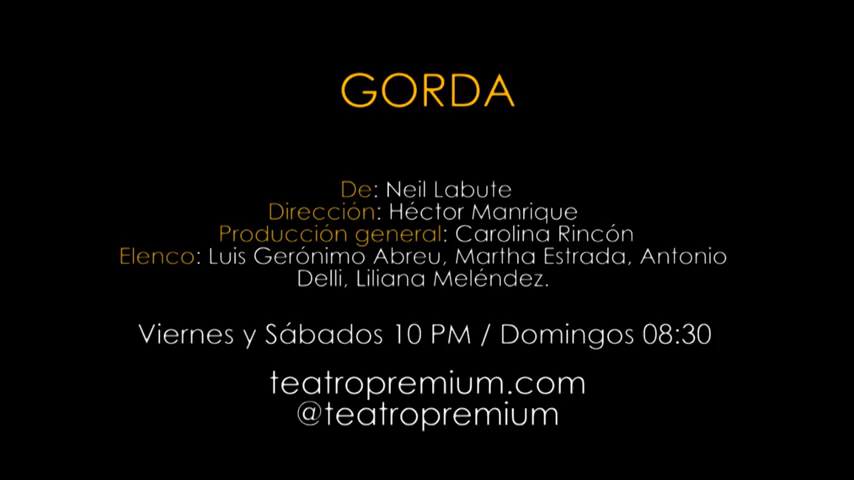 GORDA
De: Neil Labute
Dirección: Héctor Manrique
Producción general: Carolina Rincón
Elenco: Luis Gerónimo Abreu, Martha Estrada, Antonio
Delli, Liliana Meléndez.
Viernes y Sábados 10 PM / Domingos 08:30
teatropremium.com
@teatropremium